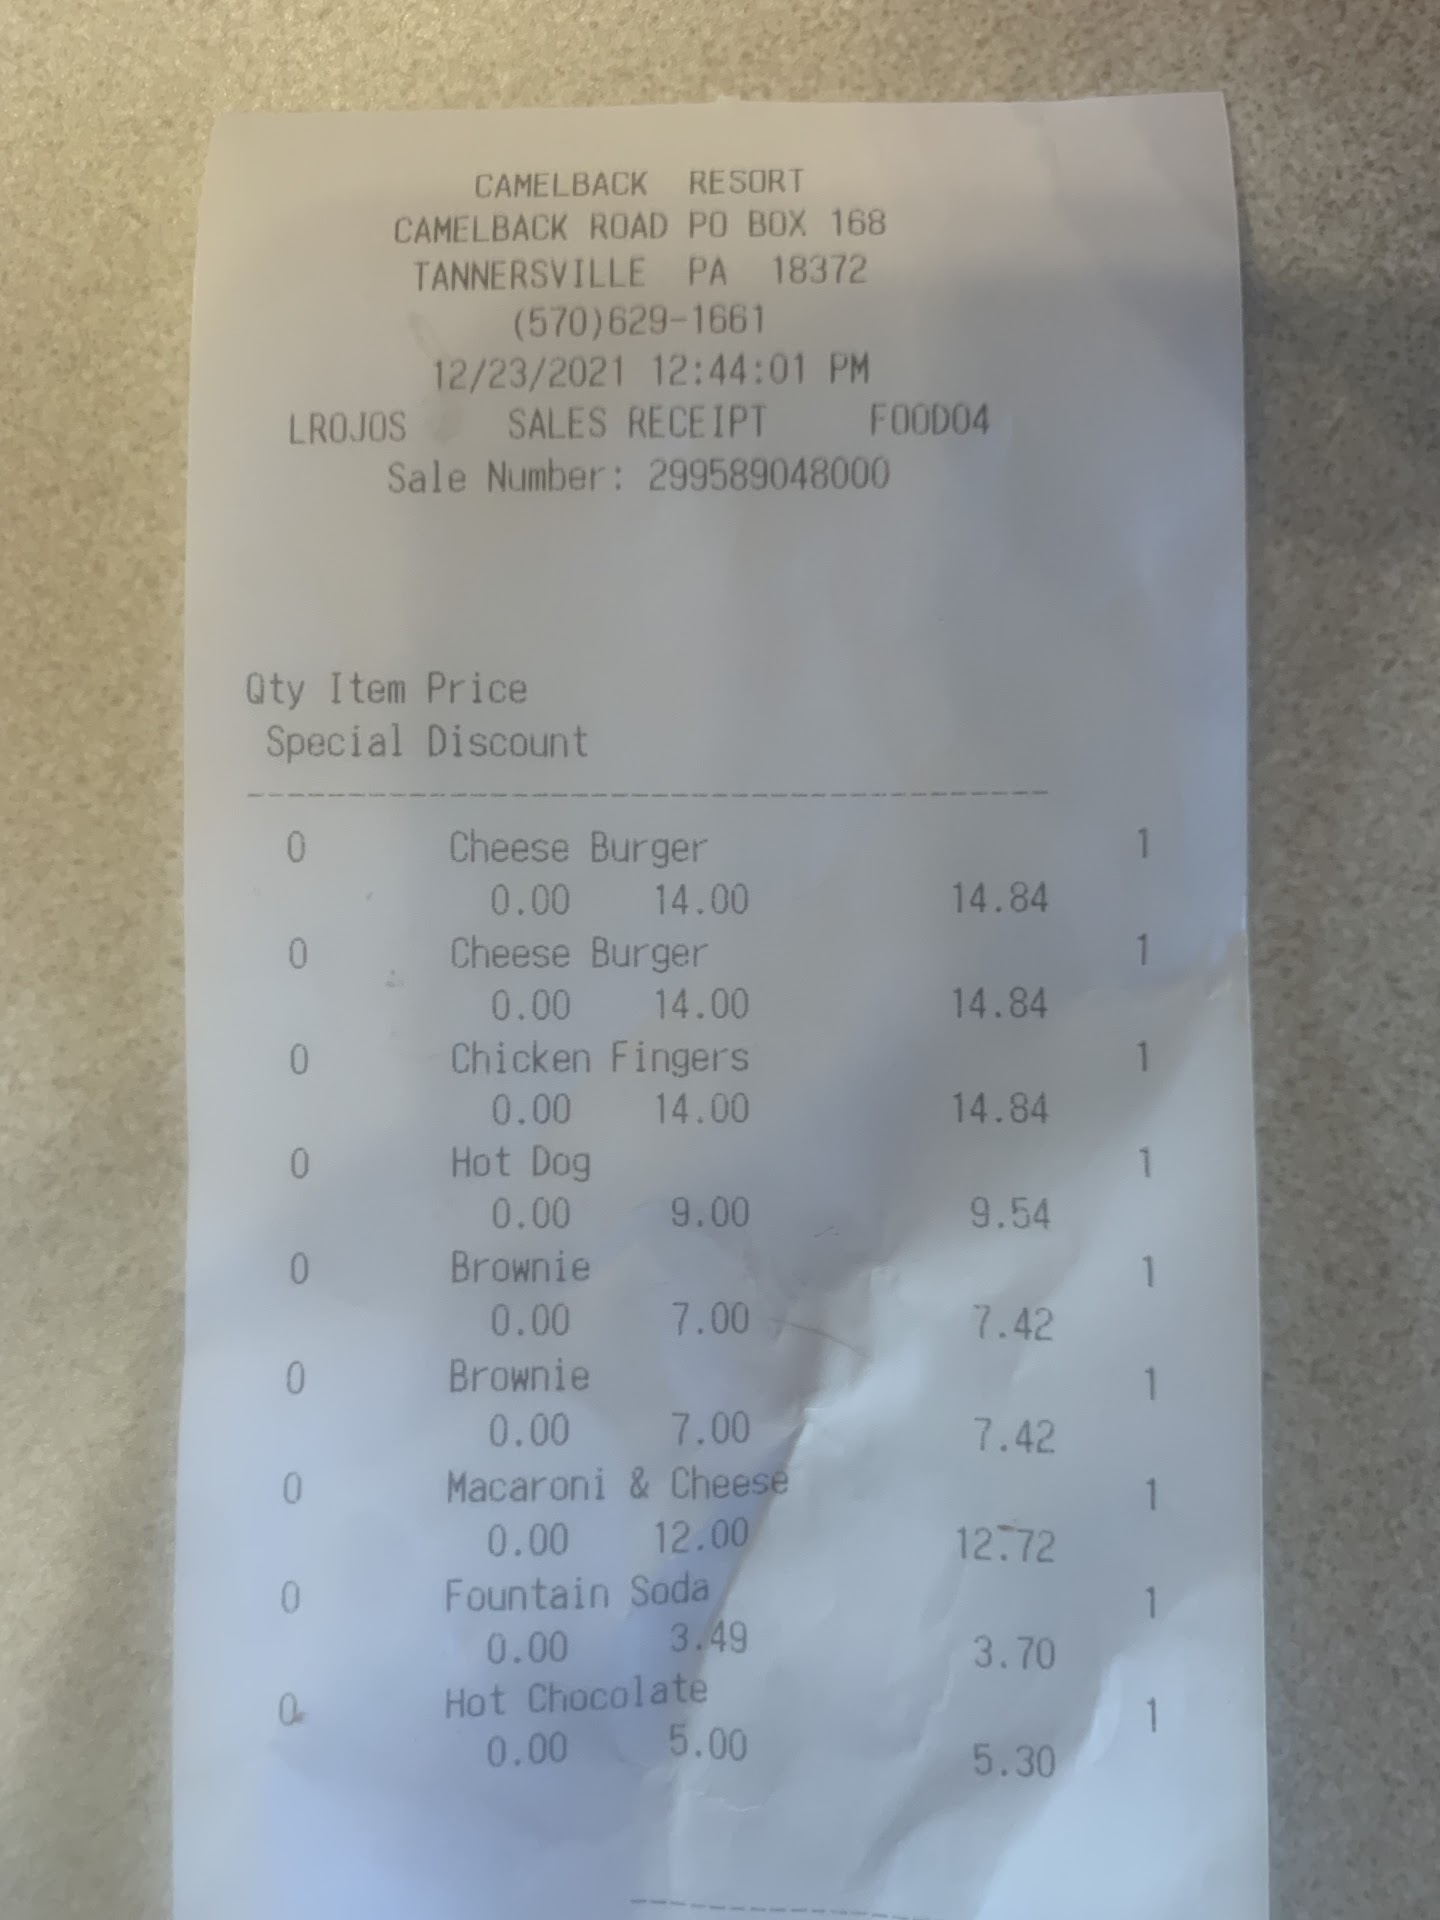 CAMELBACK RESORT
CAMELBACK ROAD PO BOX 168
TANNERSVILLE PA 18372
(570)629-1661
12/23/2021 12:44:01 PM
LROJOS SALES RECEIPT FOOD04
Sale Number: 299589048000
Qty Item Price
Special Discount
0 Cheese Burger 1
0.00 14.00 14.84
0 Cheese Burger 1
0.00 14.00 14.84
0 Chicken Fingers 1
0.00 14.00 14.84
0 Hot Dog 1
0.00 9.00 9.54
0 Brownie 1
0.00 7.00 7.42
0 Brownie 1
0.00 7.00 7.42
0 Macaroni & Cheese 1
0.00 12.00 12.72
0 Fountain Soda 1
0.00 3.49 3.70
0 Hot Chocolate 1
0.00 5.00 5.30